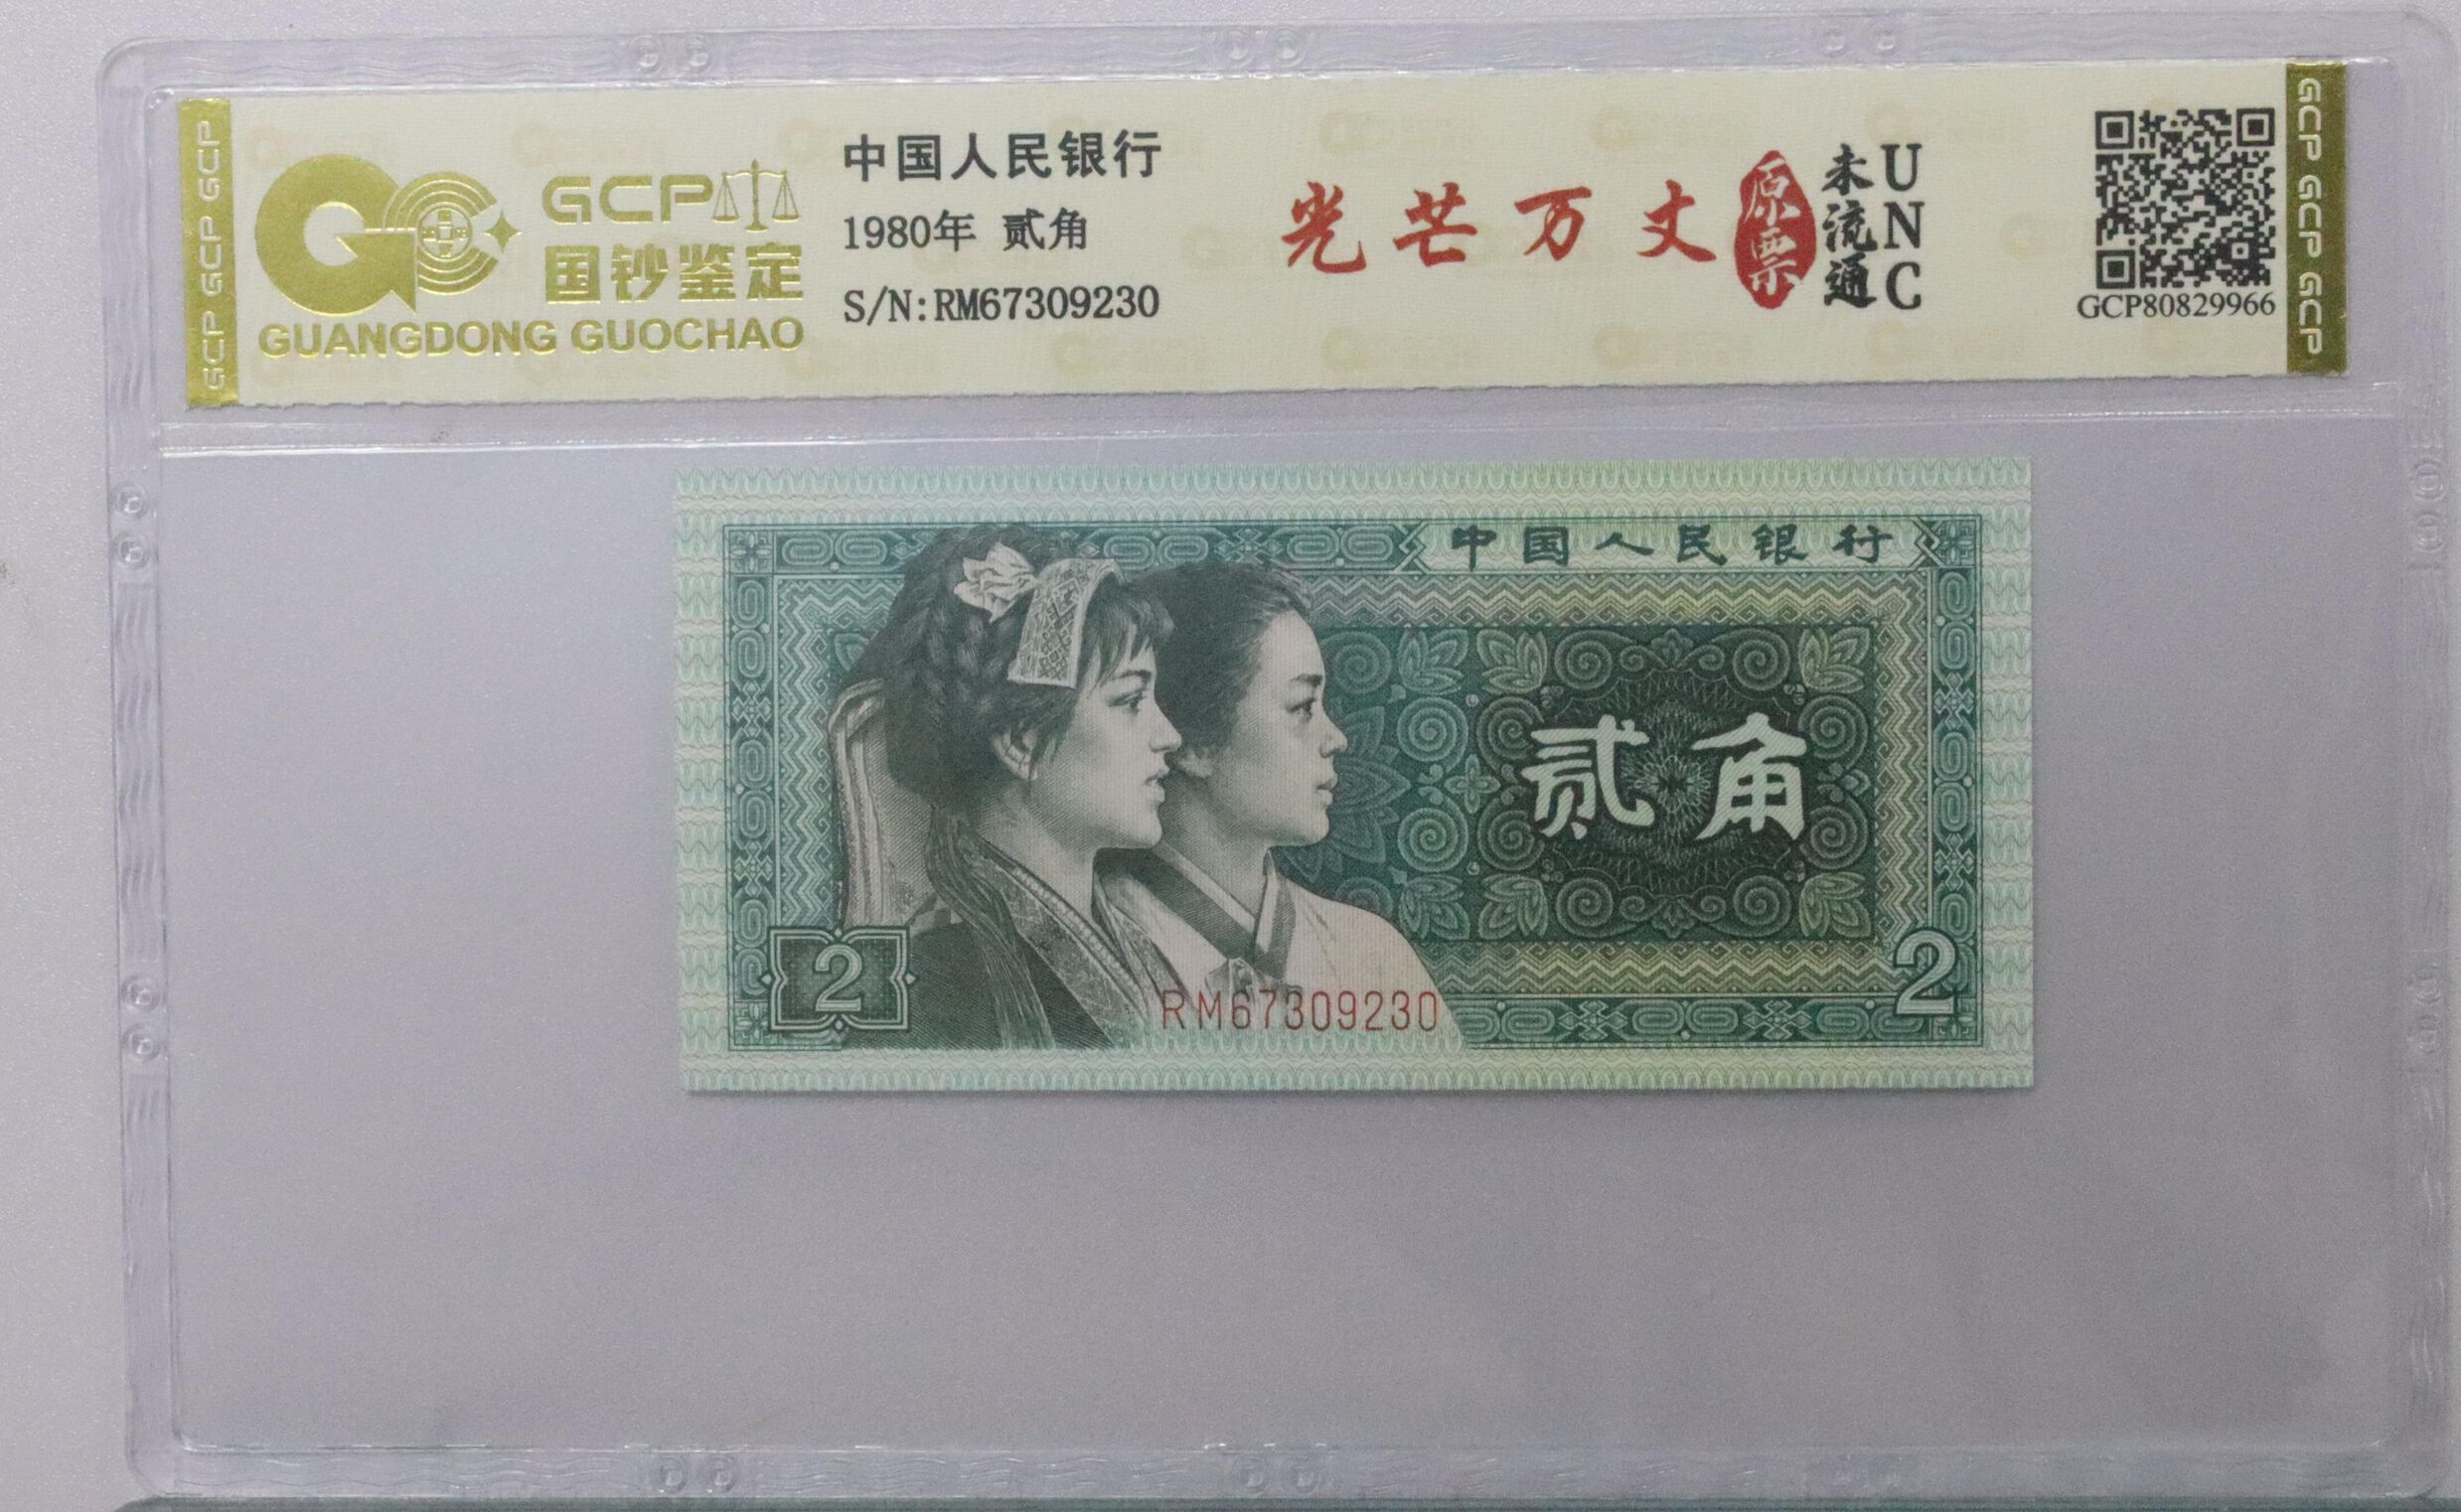 GCP GCP GCP
GCP
国钞鉴定
GUANGDONG GUOCHAO
中国人民银行
1980年 贰角
S/N:RM67309230
光芒万丈
原票
未流通
UNC
GCP80829966
GCP GCP GCP
中国人民银行
贰角
2
RM67309230
2